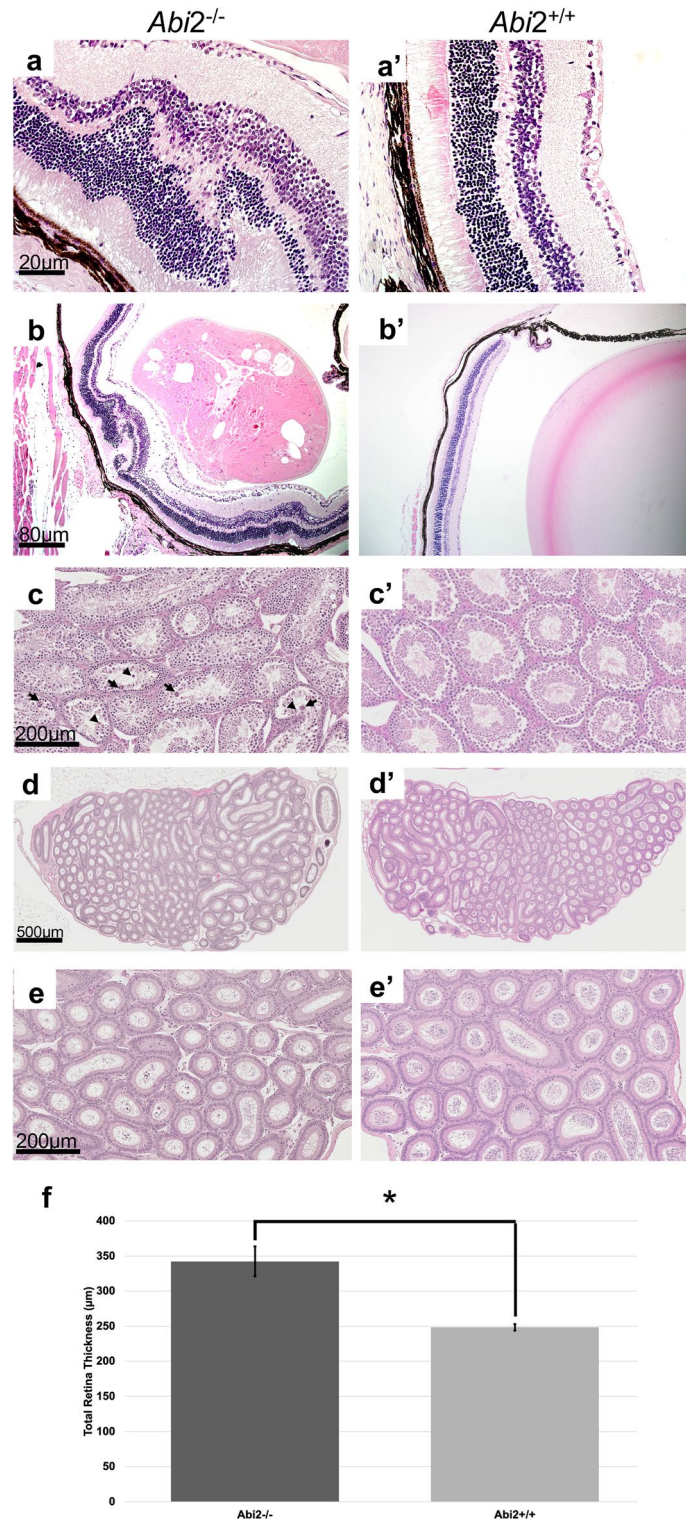 Abi2-/- Abi2+/+
a a’
20µm
b b’
80µm
c c’
200µm
d d’
500µm
e e’
200µm
f
*
400
350
300
250
200
150
100
50
0
Total Retina Thickness (µm)
Abi2-/- Abi2+/+